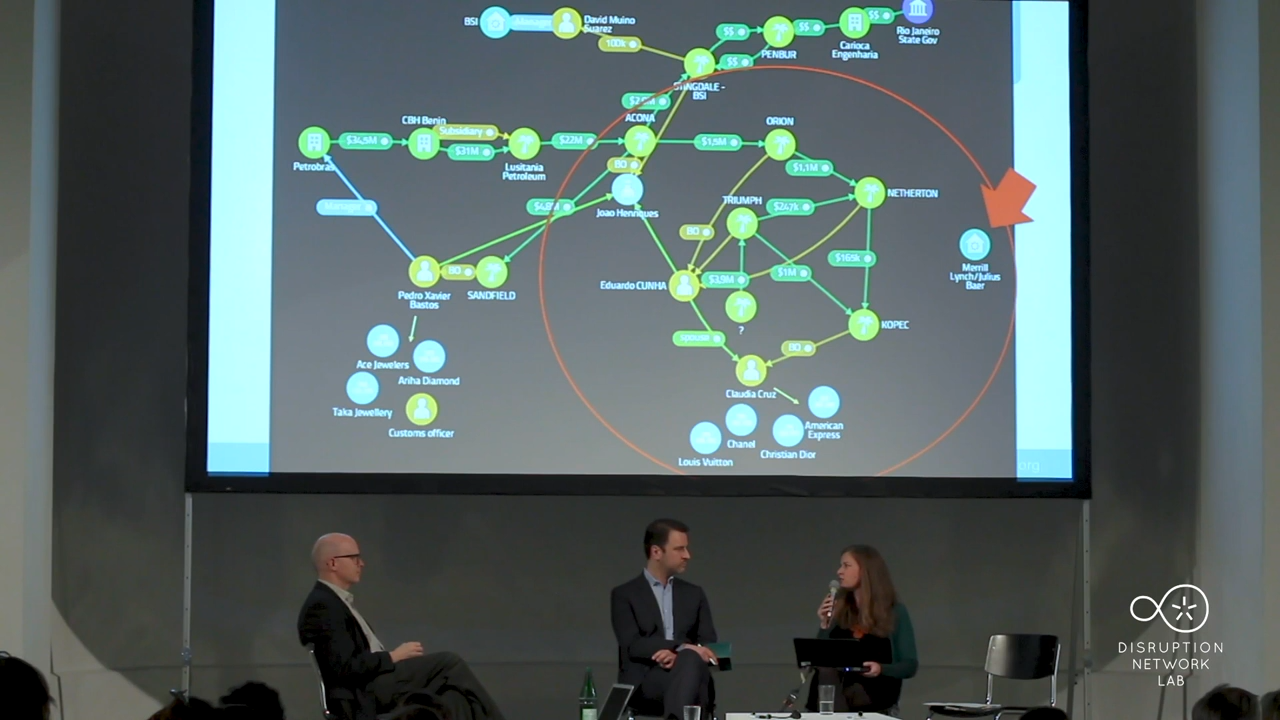 BSI
Manager
David Muino
Suarez
100k
$$
$$
PENBUR
$$
Carioca
Engenharia
$$
Rio Janeiro
State Gov
STINGDALE -
BSI
ACONA
ORION
CBH Benin
Petrobras
$34,5M
Subsidiary
$31M
Lusitania
Petroleum
$22M
$1,5M
$1,1M
BO
Joao Henriques
NETHERTON
TRIUMPH
$247k
Manager
BO
Pedro Xavier
Bastos
BO
SANDFIELD
Eduardo CUNHA
$3,9M
$1M
$165k
Merrill
Lynch/Julius
Baer
?
KOPEC
spouse
BO
Claudia Cruz
Ace Jewelers
Ariha Diamond
Taka Jewellery
Customs officer
American
Express
Chanel
Christian Dior
Louis Vuitton
org
DISRUPTION
NETWORK
LAB